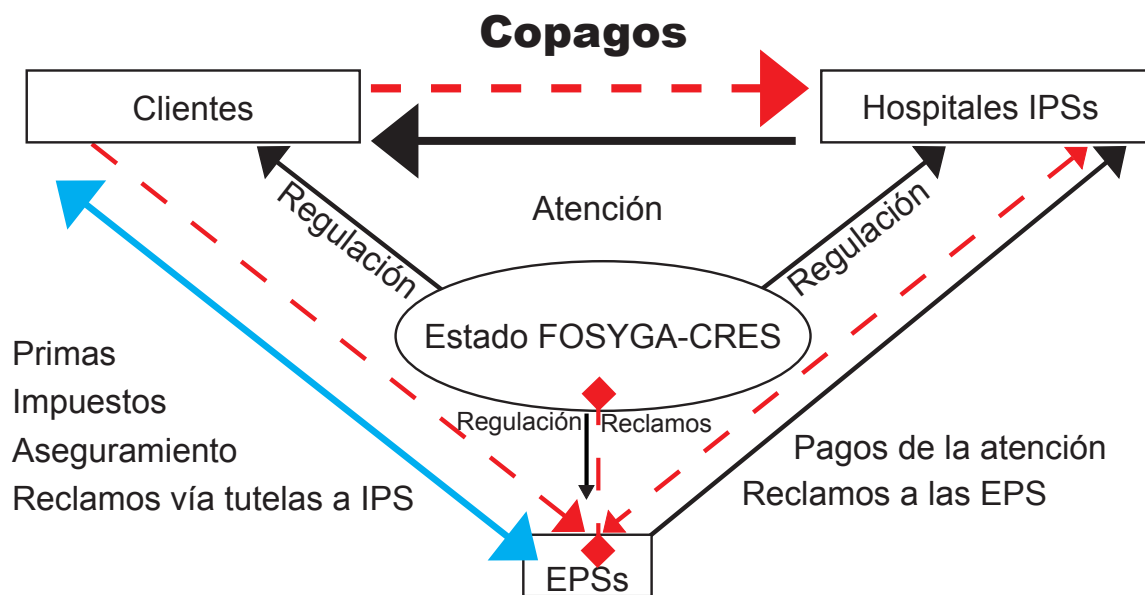 Copagos
Clientes
Hospitales IPSs
Atención
Regulación
Regulación
Estado FOSYGA-CRES
Primas
Impuestos
Aseguramiento
Reclamos vía tutelas a IPS
Regulación
Reclamos
Pagos de la atención
Reclamos a las EPS
EPSs